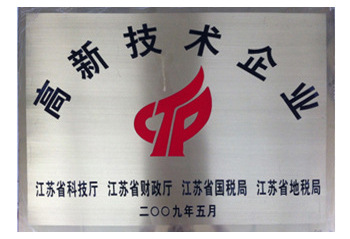 高新技术企业
江苏省科技厅 江苏省财政厅 江苏省国税局 江苏省地税局
二〇〇九年五月